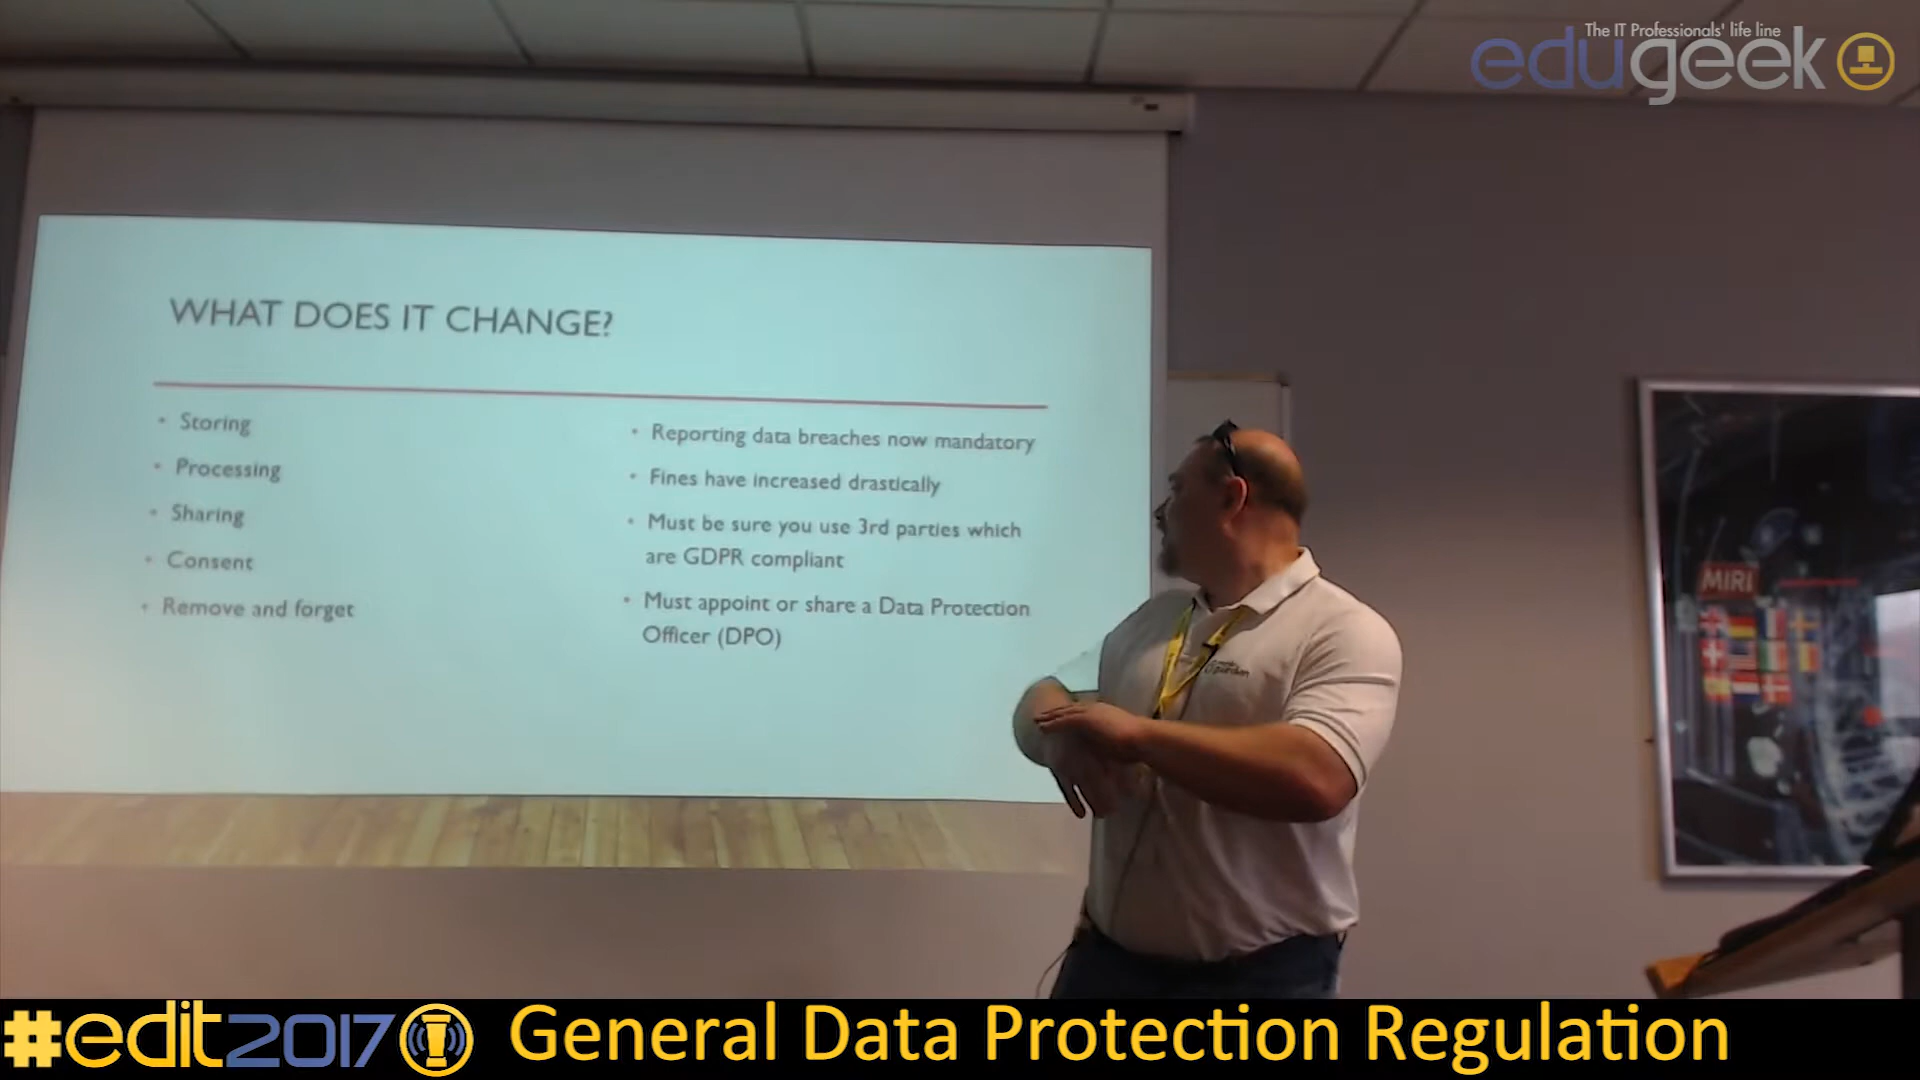 The IT Professionals' life line
edugeek
WHAT DOES IT CHANGE?
• Storing
• Processing
• Sharing
• Consent
• Remove and forget
• Reporting data breaches now mandatory
• Fines have increased drastically
• Must be sure you use 3rd parties which
are GDPR compliant
• Must appoint or share a Data Protection
Officer (DPO)
MIRI
#edit2017 General Data Protection Regulation